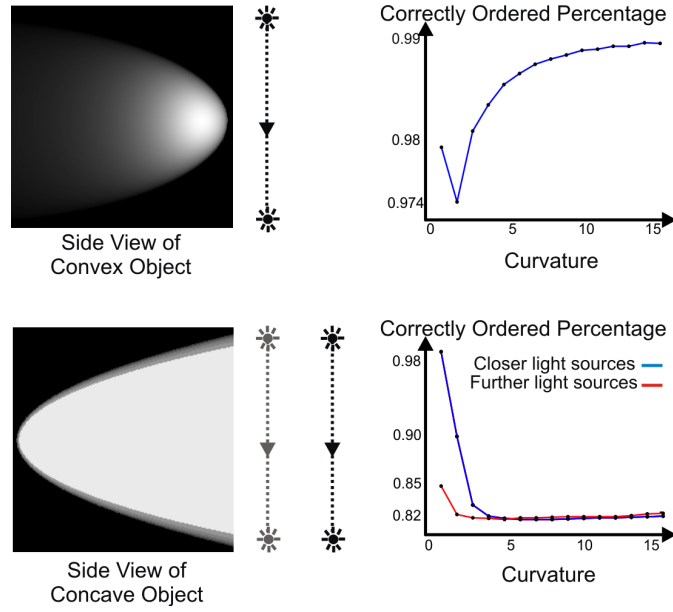 Correctly Ordered Percentage
0.99
0.98
0.974
0 5 10 15
Curvature
Side View of
Convex Object
Correctly Ordered Percentage
0.98
Closer light sources
Further light sources
0.90
0.85
0.82
0 5 10 15
Curvature
Side View of
Concave Object